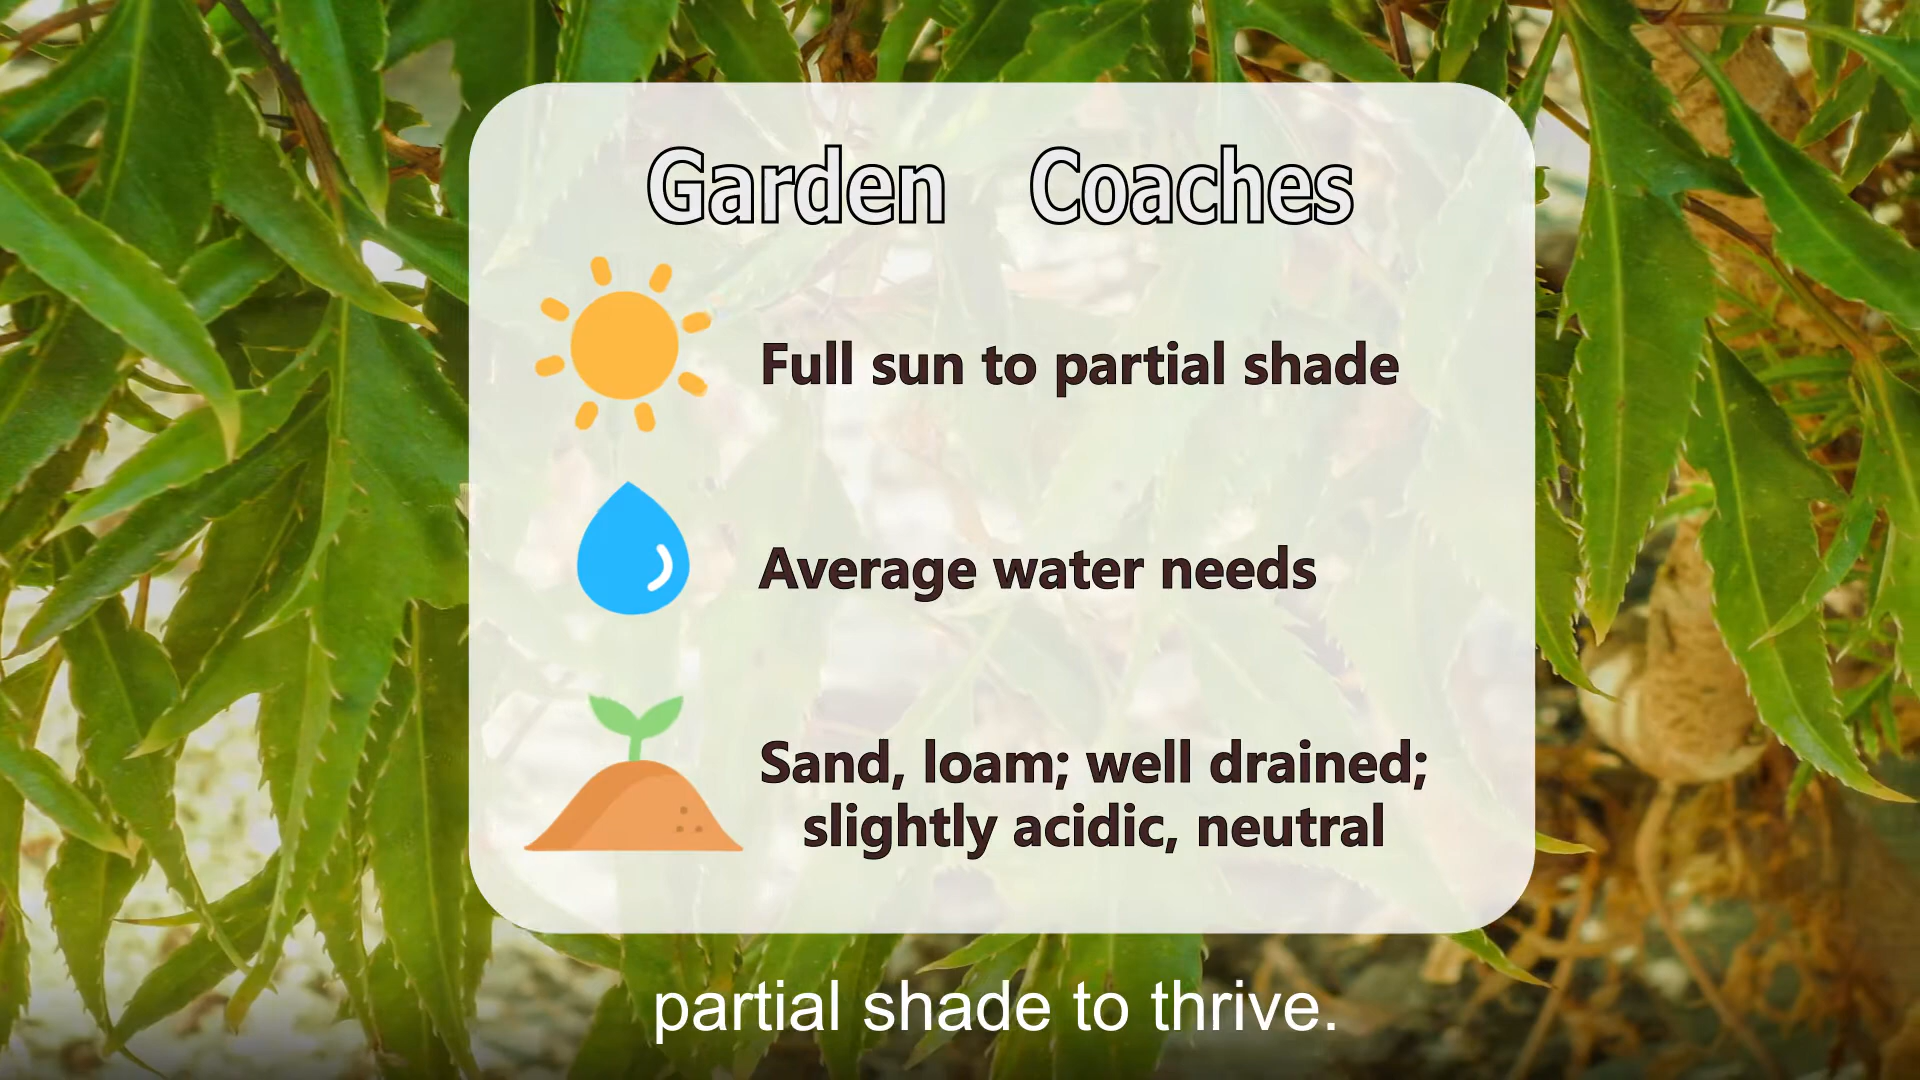 Garden Coaches
Full sun to partial shade
Average water needs
Sand, loam; well drained;
slightly acidic, neutral
partial shade to thrive.